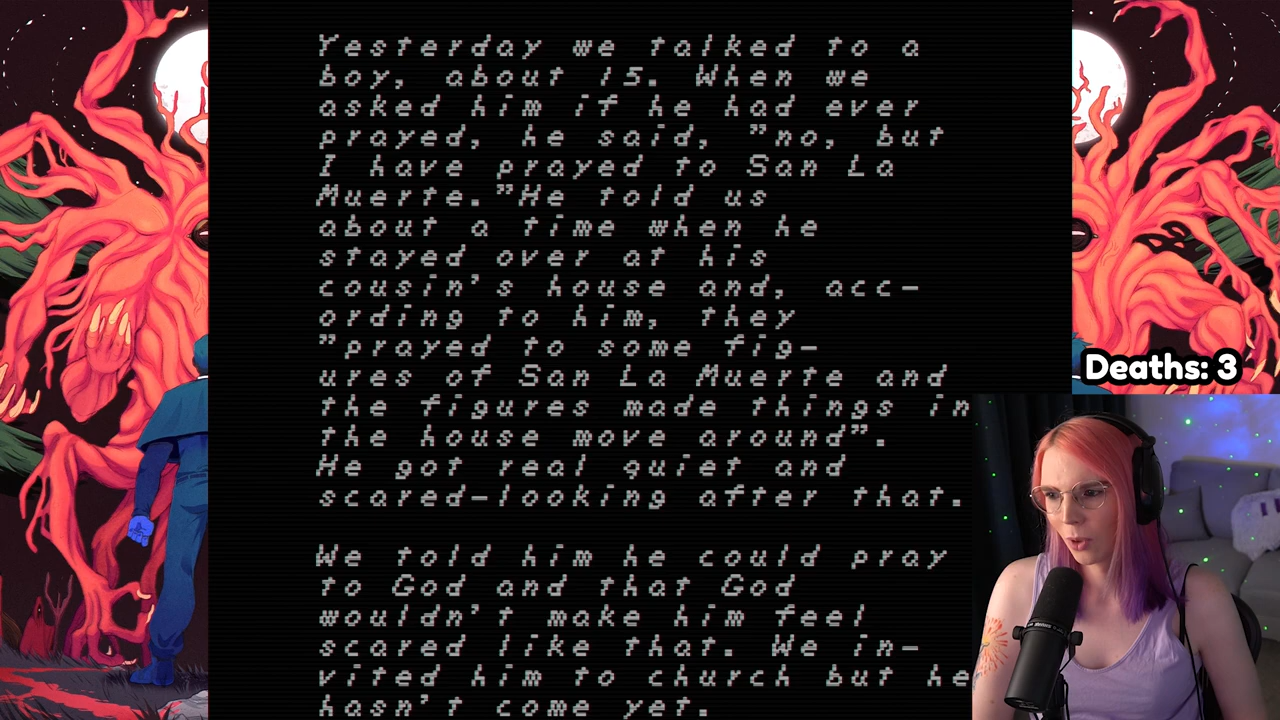 Yesterday we talked to a
boy, about 15. When we
asked him if he had ever
prayed, he said, "no, but
I have prayed to San La
Muerte."He told us
about a time when he
stayed over at his
cousin's house and, acc-
ording to him, they
"prayed to some fig-
ures of San La Muerte and
the figures made things in
the house move around".
He got real quiet and
scared-looking after that.
We told him he could pray
to God and that God
wouldn't make him feel
scared like that. We in-
vited him to church but he
hasn't come yet.
Deaths: 3